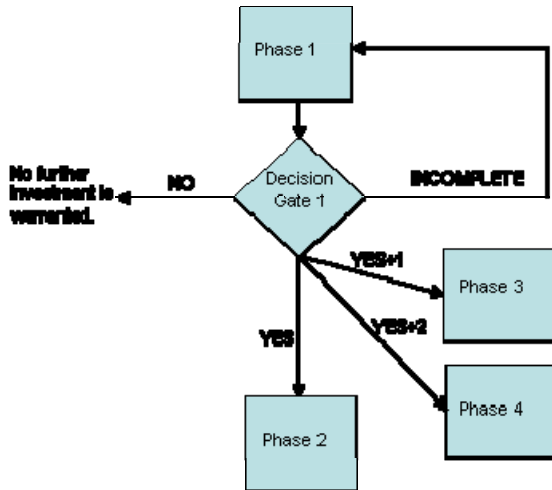 Phase 1
No further
investment is
warranted.
NO
Decision
Gate 1
INCOMPLETE
YES+1
Phase 3
YES+2
YES
Phase 4
Phase 2